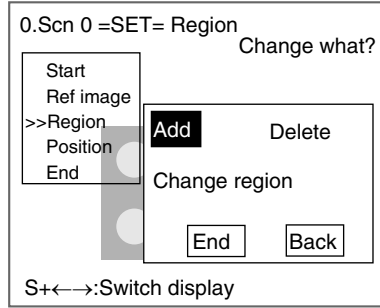 0.Scn 0 =SET= Region
Change what?
Start
Ref image
>>Region
Position
End
Add Delete
Change region
End Back
S+←→:Switch display